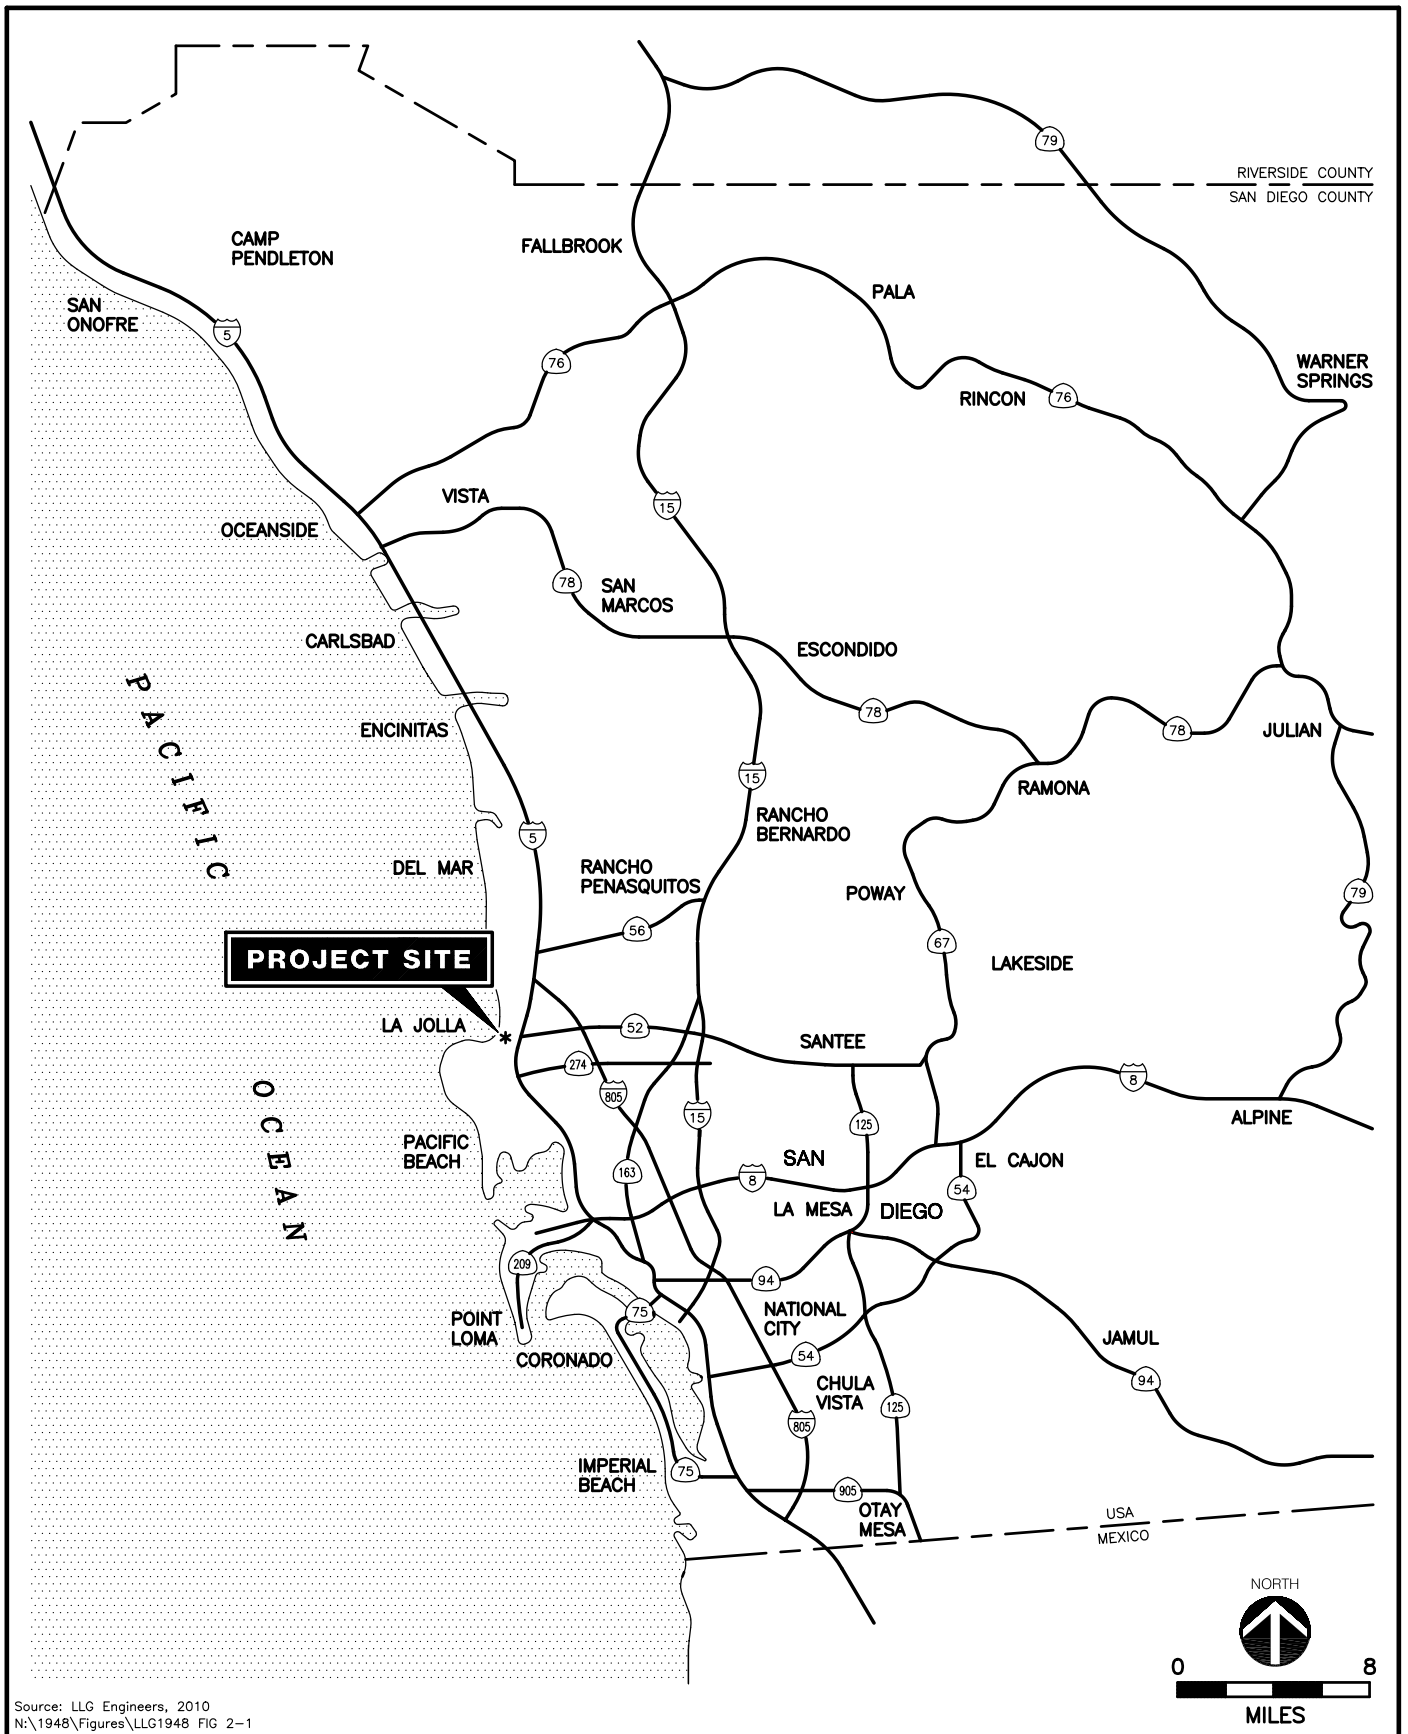 79
RIVERSIDE COUNTY
SAN DIEGO COUNTY
CAMP
PENDLETON
FALLBROOK
SAN
ONOFRE
5
PALA
76
WARNER
SPRINGS
RINCON
76
VISTA
15
OCEANSIDE
78
SAN
MARCOS
CARLSBAD
ESCONDIDO
PACIFIC
78
ENCINITAS
78
JULIAN
15
RAMONA
RANCHO
BERNARDO
5
DEL MAR
RANCHO
PENASQUITOS
POWAY
79
56
67
PROJECT SITE
LAKESIDE
LA JOLLA
*
52
SANTEE
274
8
805
OCEAN
15
125
ALPINE
PACIFIC
BEACH
SAN
EL CAJON
163
8
54
LA MESA
DIEGO
209
94
75
NATIONAL
CITY
POINT
LOMA
CORONADO
54
JAMUL
CHULA
VISTA
94
125
805
IMPERIAL
BEACH
75
905
OTAY
MESA
USA
MEXICO
NORTH
0 8
MILES
Source: LLG Engineers, 2010
N:\1948\Figures\LLG1948 FIG 2-1